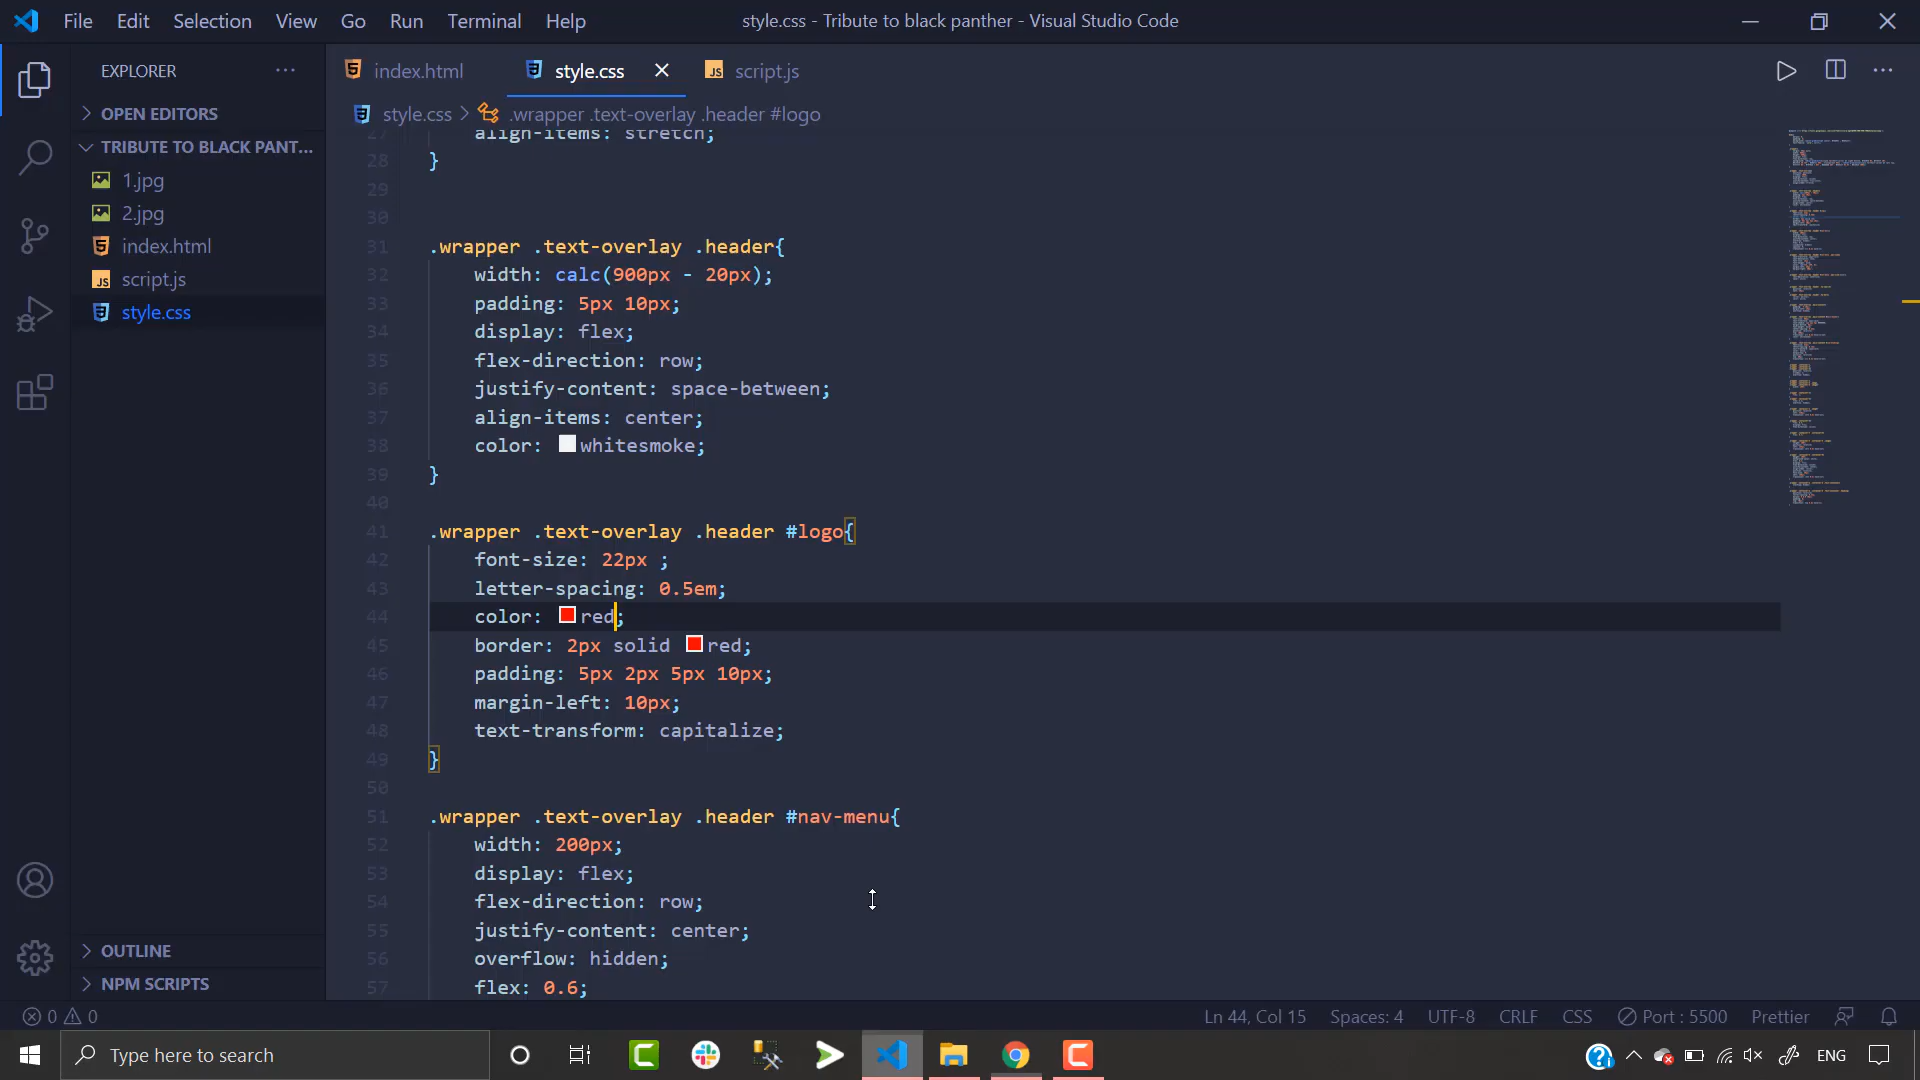 File Edit Selection View Go Run Terminal Help
style.css - Tribute to black panther - Visual Studio Code
EXPLORER
OPEN EDITORS
TRIBUTE TO BLACK PANT...
1.jpg
2.jpg
index.html
script.js
style.css
OUTLINE
NPM SCRIPTS
index.html
style.css
script.js
style.css > .wrapper .text-overlay .header #logo
27 align-items: stretch;
28 }
29
30
31 .wrapper .text-overlay .header{
32 width: calc(900px - 20px);
33 padding: 5px 10px;
34 display: flex;
35 flex-direction: row;
36 justify-content: space-between;
37 align-items: center;
38 color: whitesmoke;
39 }
40
41 .wrapper .text-overlay .header #logo{
42 font-size: 22px ;
43 letter-spacing: 0.5em;
44 color: red;
45 border: 2px solid red;
46 padding: 5px 2px 5px 10px;
47 margin-left: 10px;
48 text-transform: capitalize;
49 }
50
51 .wrapper .text-overlay .header #nav-menu{
52 width: 200px;
53 display: flex;
54 flex-direction: row;
55 justify-content: center;
56 overflow: hidden;
57 flex: 0.6;
0 0
Ln 44, Col 15 Spaces: 4 UTF-8 CRLF CSS Port : 5500 Prettier
Type here to search
ENG